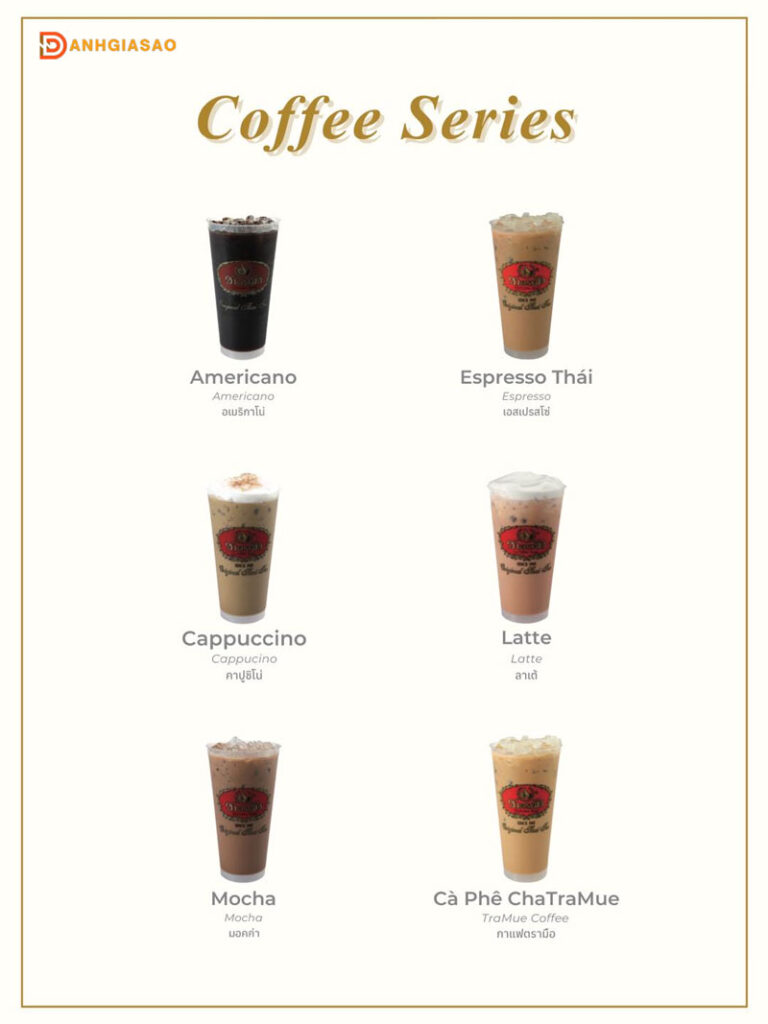 DANHGIASAO
Coffee Series
Americano
Americano
อเมริกาโน่
Espresso Thái
Espresso
เอสเปรสโซ่
Cappuccino
Cappucino
คาปูชิโน่
Latte
Latte
ลาเต้
Mocha
Mocha
มอคค่า
Cà Phê ChaTraMue
TraMue Coffee
กาแฟตรามือ